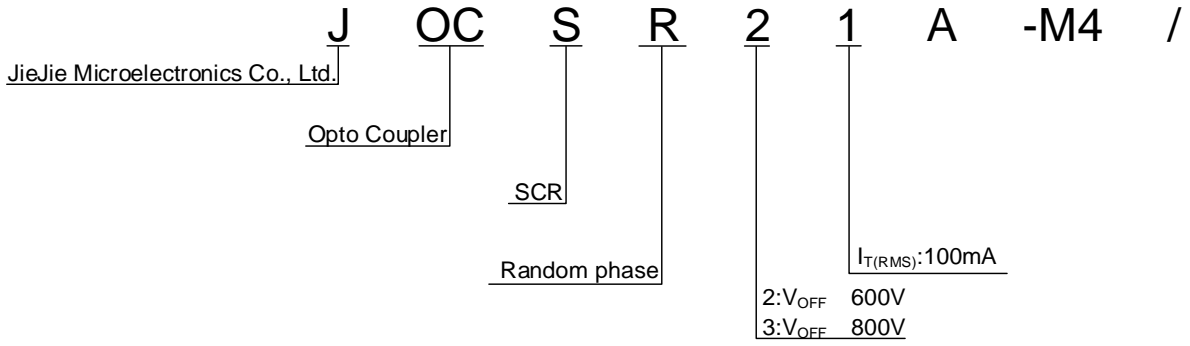 J OC S R 2 1 A -M4 /
JieJie Microelectronics Co., Ltd.
Opto Coupler
SCR
Random phase
IT(RMS):100mA
2:VOFF 600V
3:VOFF 800V